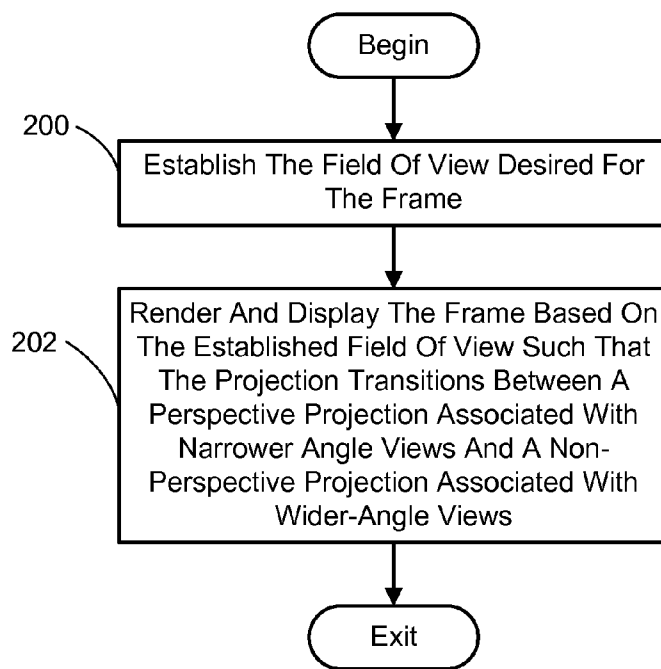 Begin
200
Establish The Field Of View Desired For
The Frame
202
Render And Display The Frame Based On
The Established Field Of View Such That
The Projection Transitions Between A
Perspective Projection Associated With
Narrower Angle Views And A Non-
Perspective Projection Associated With
Wider-Angle Views
Exit